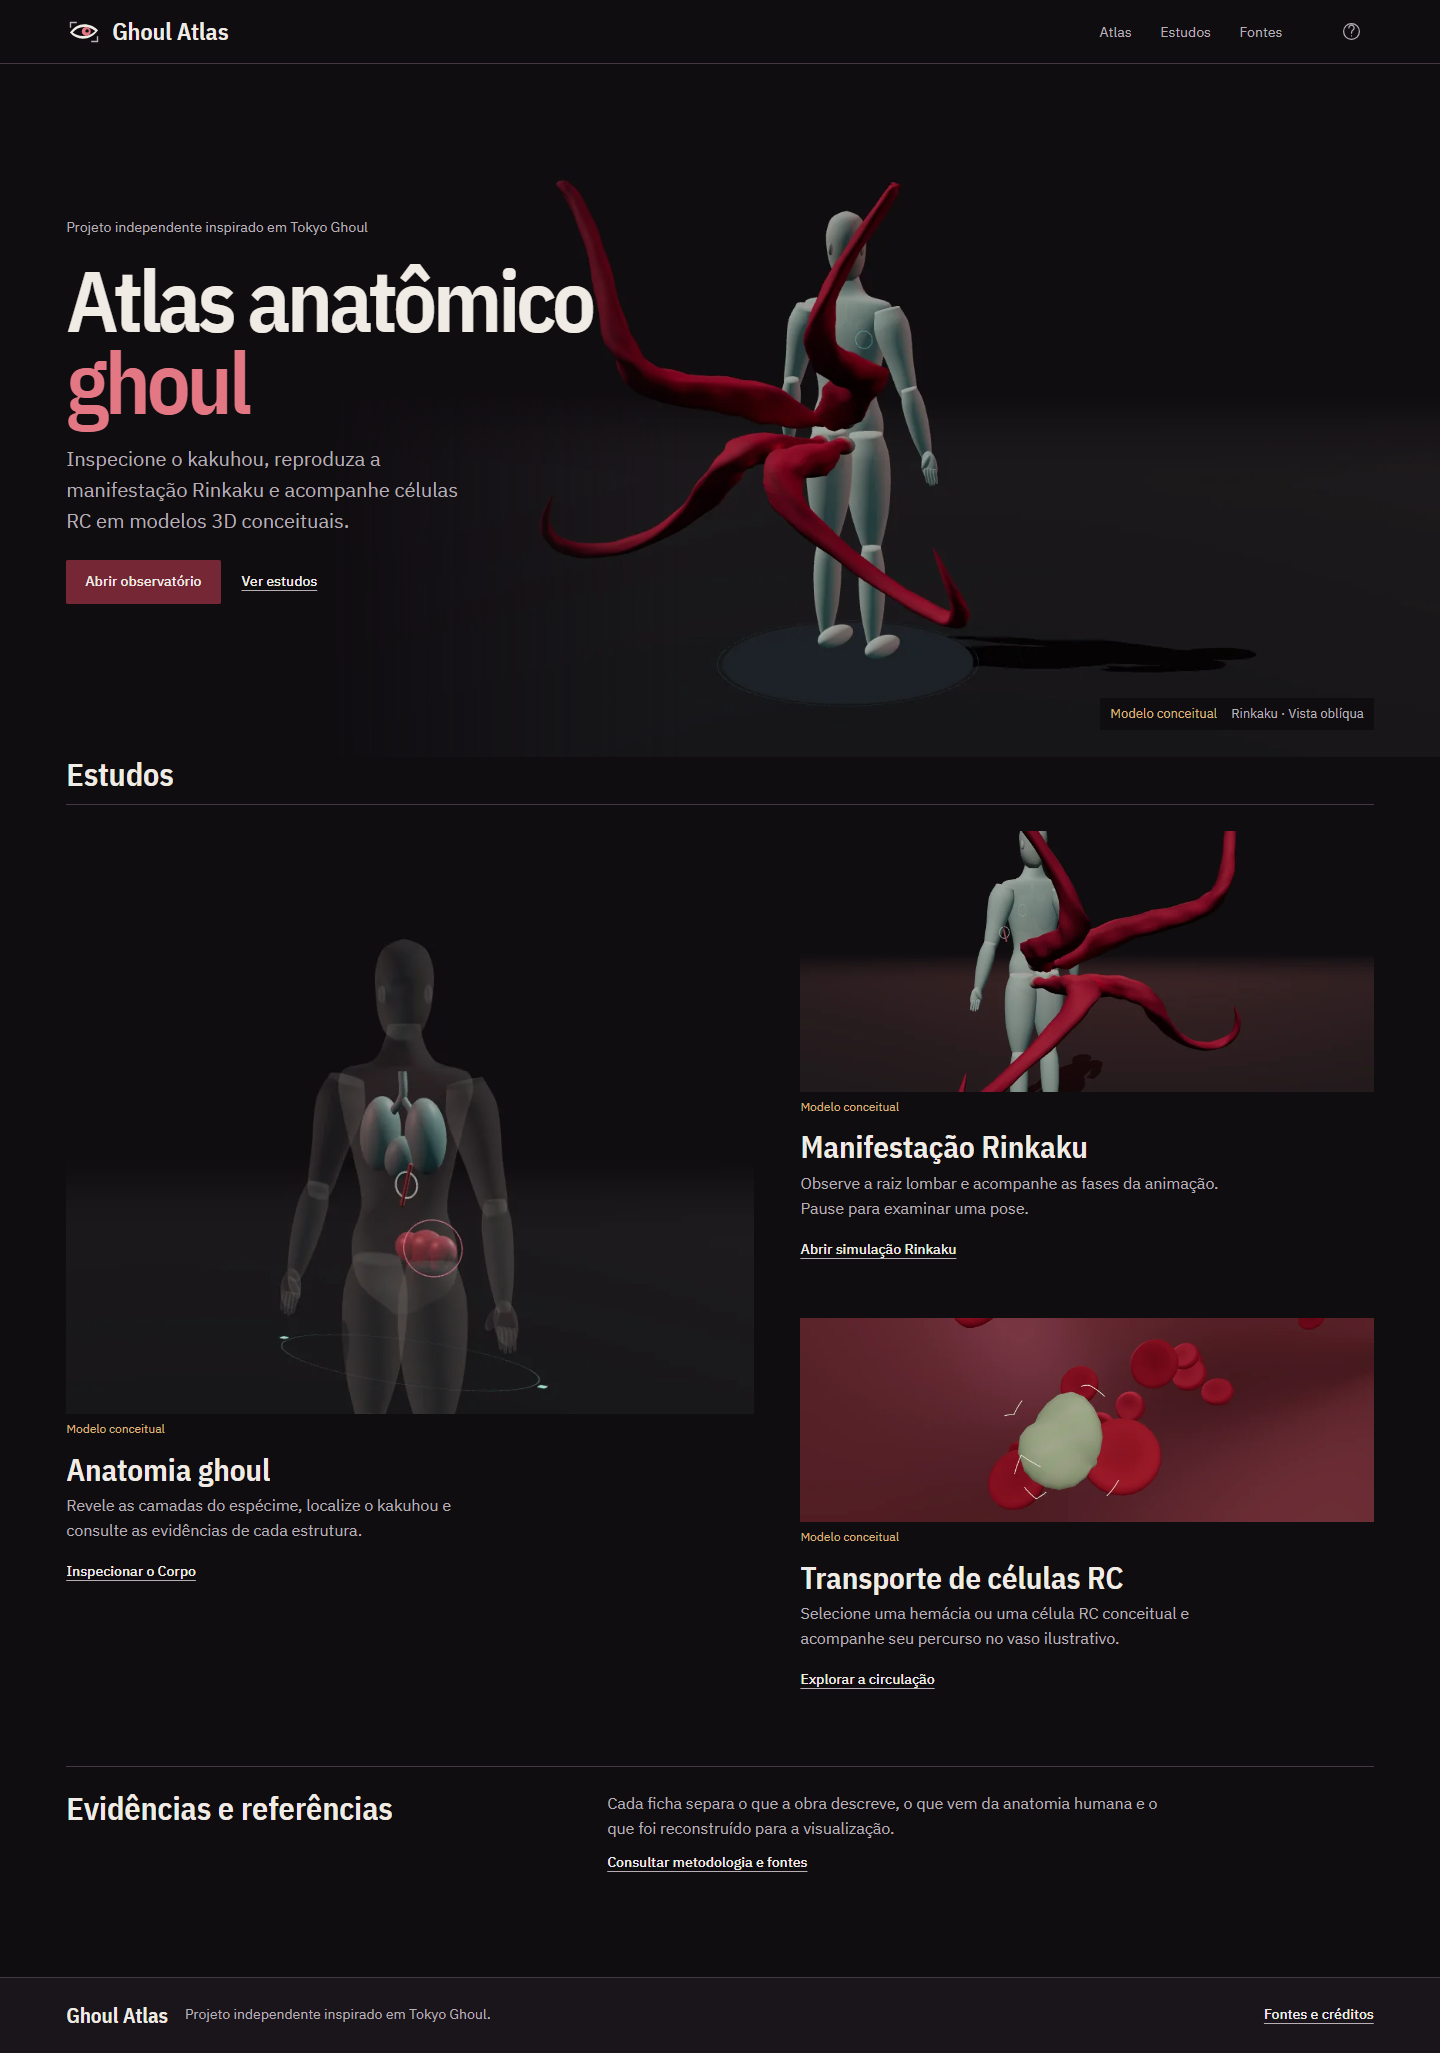 Ghoul Atlas
Atlas
Estudos
Fontes
Projeto independente inspirado em Tokyo Ghoul
Atlas anatômico
ghoul
Inspecione o kakuhou, reproduza a
manifestação Rinkaku e acompanhe células
RC em modelos 3D conceituais.
Abrir observatório
Ver estudos
Modelo conceitual Rinkaku · Vista oblíqua
Estudos
Modelo conceitual
Anatomia ghoul
Revele as camadas do espécime, localize o kakuhou e
consulte as evidências de cada estrutura.
Inspecionar o Corpo
Modelo conceitual
Manifestação Rinkaku
Observe a raiz lombar e acompanhe as fases da animação.
Pause para examinar uma pose.
Abrir simulação Rinkaku
Modelo conceitual
Transporte de células RC
Selecione uma hemácia ou uma célula RC conceitual e
acompanhe seu percurso no vaso ilustrativo.
Explorar a circulação
Evidências e referências
Cada ficha separa o que a obra descreve, o que vem da anatomia humana e o
que foi reconstruído para a visualização.
Consultar metodologia e fontes
Ghoul Atlas
Projeto independente inspirado em Tokyo Ghoul.
Fontes e créditos